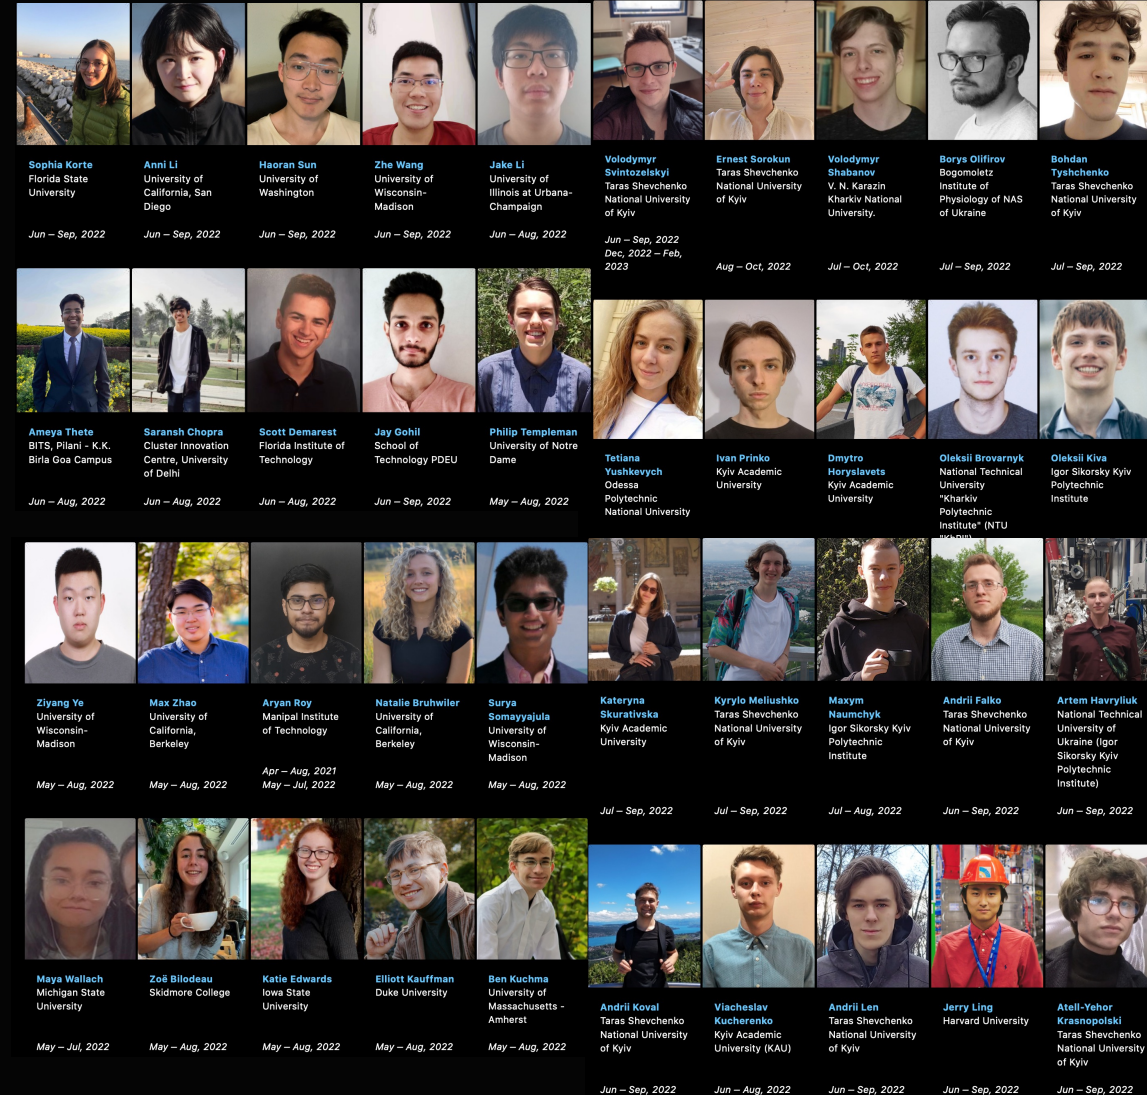 Sophia Korte
Florida State
University
Jun – Sep, 2022
Anni Li
University of
California, San
Diego
Jun – Sep, 2022
Haoran Sun
University of
Washington
Jun – Sep, 2022
Zhe Wang
University of
Wisconsin-
Madison
Jun – Sep, 2022
Jake Li
University of
Illinois at Urbana-
Champaign
Jun – Aug, 2022
Volodymyr
Svintozelskyi
Taras Shevchenko
National University
of Kyiv
Jun – Sep, 2022
Dec, 2022 – Feb,
2023
Ernest Sorokun
Taras Shevchenko
National University
of Kyiv
Aug – Oct, 2022
Volodymyr
Shabanov
V. N. Karazin
Kharkiv National
University.
Jul – Oct, 2022
Borys Olifirov
Bogomoletz
Institute of
Physiology of NAS
of Ukraine
Jul – Sep, 2022
Bohdan
Tyshchenko
Taras Shevchenko
National University
of Kyiv
Jul – Sep, 2022
Ameya Thete
BITS, Pilani - K.K.
Birla Goa Campus
Jun – Aug, 2022
Saransh Chopra
Cluster Innovation
Centre, University
of Delhi
Jun – Aug, 2022
Scott Demarest
Florida Institute of
Technology
Jun – Aug, 2022
Jay Gohil
School of
Technology PDEU
Jun – Sep, 2022
Philip Templeman
University of Notre
Dame
May – Aug, 2022
Tetiana
Yushkevych
Odessa
Polytechnic
National University
Ivan Prinko
Kyiv Academic
University
Dmytro
Horyslavets
Kyiv Academic
University
Oleksii Brovarnyk
National Technical
University
"Kharkiv
Polytechnic
Institute" (NTU
"KhPI")
Oleksii Kiva
Igor Sikorsky Kyiv
Polytechnic
Institute
Ziyang Ye
University of
Wisconsin-
Madison
May – Aug, 2022
Max Zhao
University of
California,
Berkeley
May – Aug, 2022
Aryan Roy
Manipal Institute
of Technology
Apr – Aug, 2021
May – Jul, 2022
Natalie Bruhwiler
University of
California,
Berkeley
May – Aug, 2022
Surya
Somayyajula
University of
Wisconsin-
Madison
May – Aug, 2022
Kateryna
Skurativska
Kyiv Academic
University
Jul – Sep, 2022
Kyrylo Meliushko
Taras Shevchenko
National University
of Kyiv
Jul – Sep, 2022
Maxym
Naumchyk
Igor Sikorsky Kyiv
Polytechnic
Institute
Jul – Aug, 2022
Andrii Falko
Taras Shevchenko
National University
of Kyiv
Jun – Sep, 2022
Artem Havryliuk
National Technical
University of
Ukraine (Igor
Sikorsky Kyiv
Polytechnic
Institute)
Jun – Sep, 2022
Maya Wallach
Michigan State
University
May – Jul, 2022
Zoë Bilodeau
Skidmore College
May – Aug, 2022
Katie Edwards
Iowa State
University
May – Aug, 2022
Elliott Kauffman
Duke University
May – Aug, 2022
Ben Kuchma
University of
Massachusetts -
Amherst
May – Aug, 2022
Andrii Koval
Taras Shevchenko
National University
of Kyiv
Jun – Sep, 2022
Viacheslav
Kucherenko
Kyiv Academic
University (KAU)
Jun – Aug, 2022
Andrii Len
Taras Shevchenko
National University
of Kyiv
Jun – Sep, 2022
Jerry Ling
Harvard University
Jun – Sep, 2022
Atell-Yehor
Krasnopolski
Taras Shevchenko
National University
of Kyiv
Jun – Sep, 2022